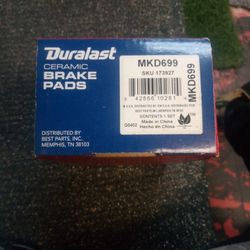 Duralast
CERAMIC
BRAKE
PADS
DISTRIBUTED BY
BEST PARTS, INC.
MEMPHIS, TN 38103
MKD699
SKU 173927
MKD699
CONTENTS 1 SET
Made in China
Hecho en China